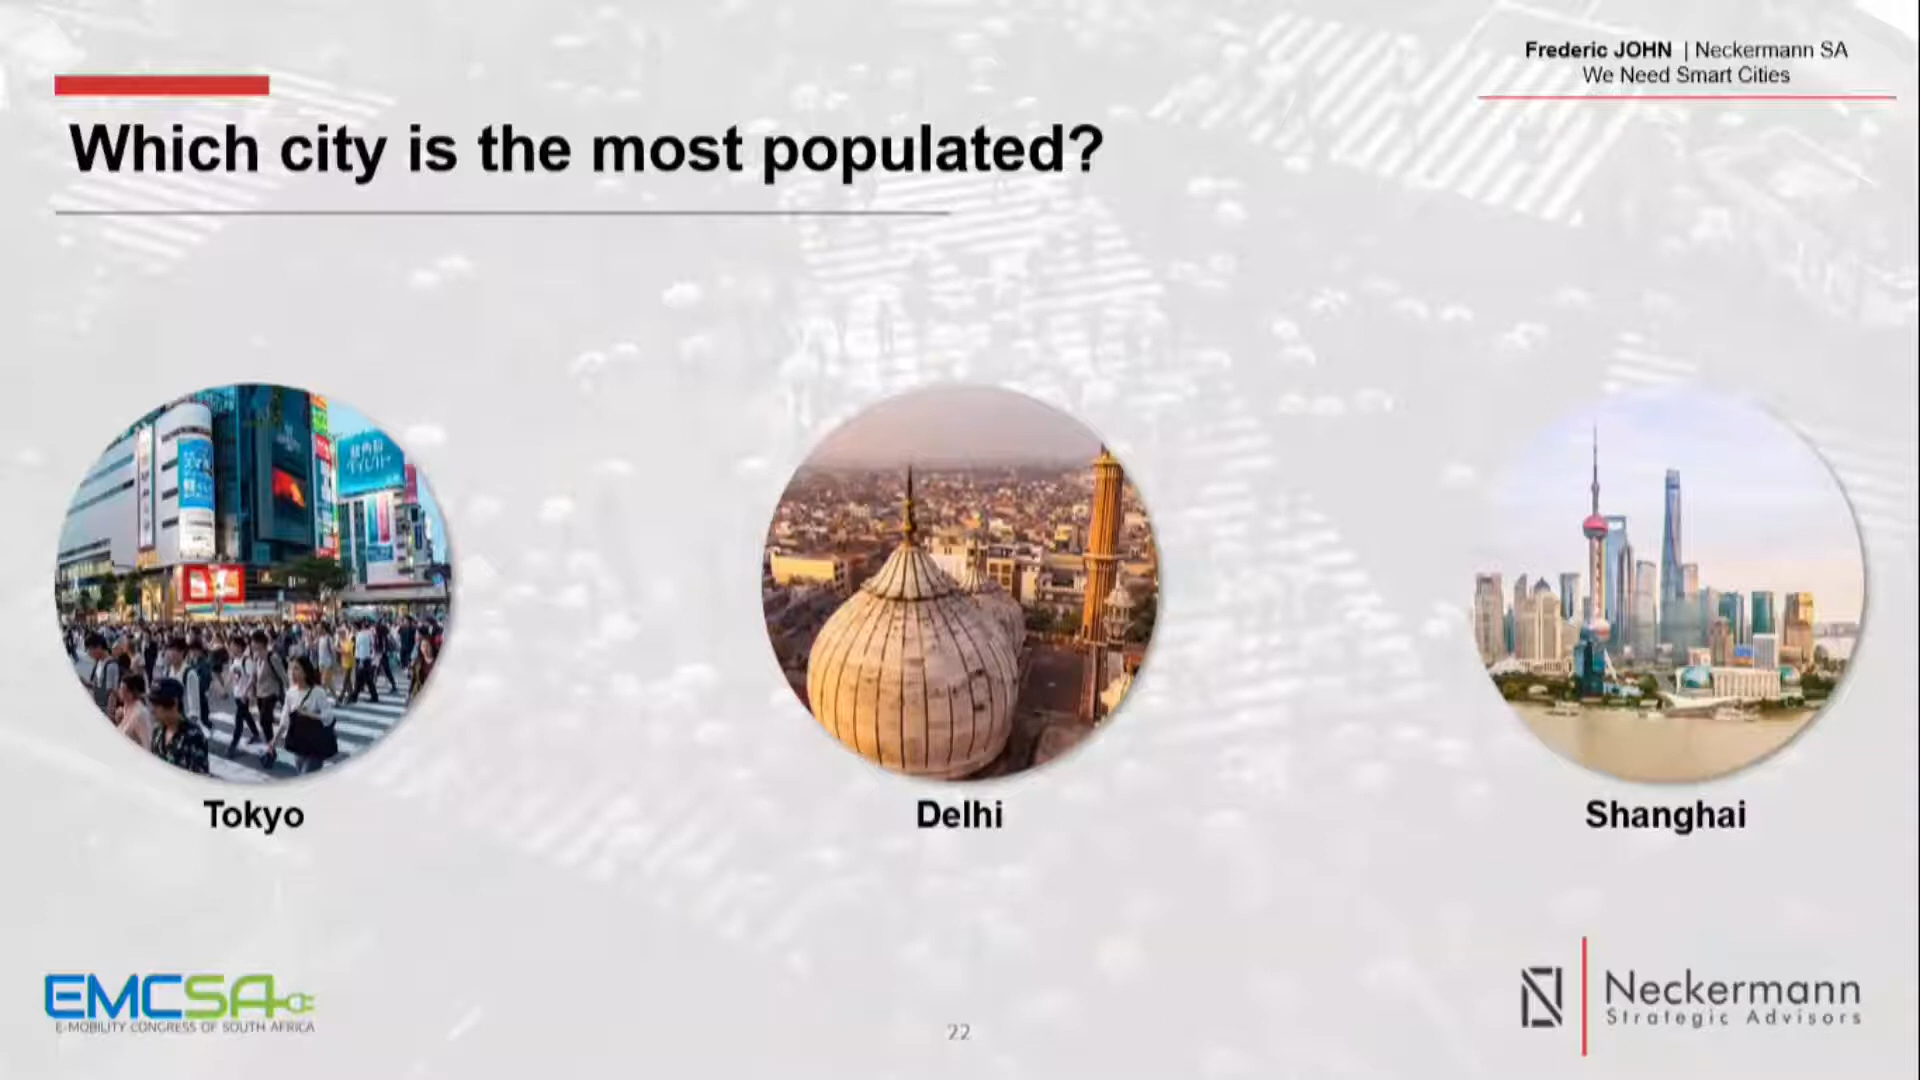 Frederic JOHN | Neckermann SA
We Need Smart Cities
Which city is the most populated?
Tokyo
Delhi
Shanghai
EMCSA
E-MOBILITY CONGRESS OF SOUTH AFRICA
22
Neckermann
Strategic Advisors